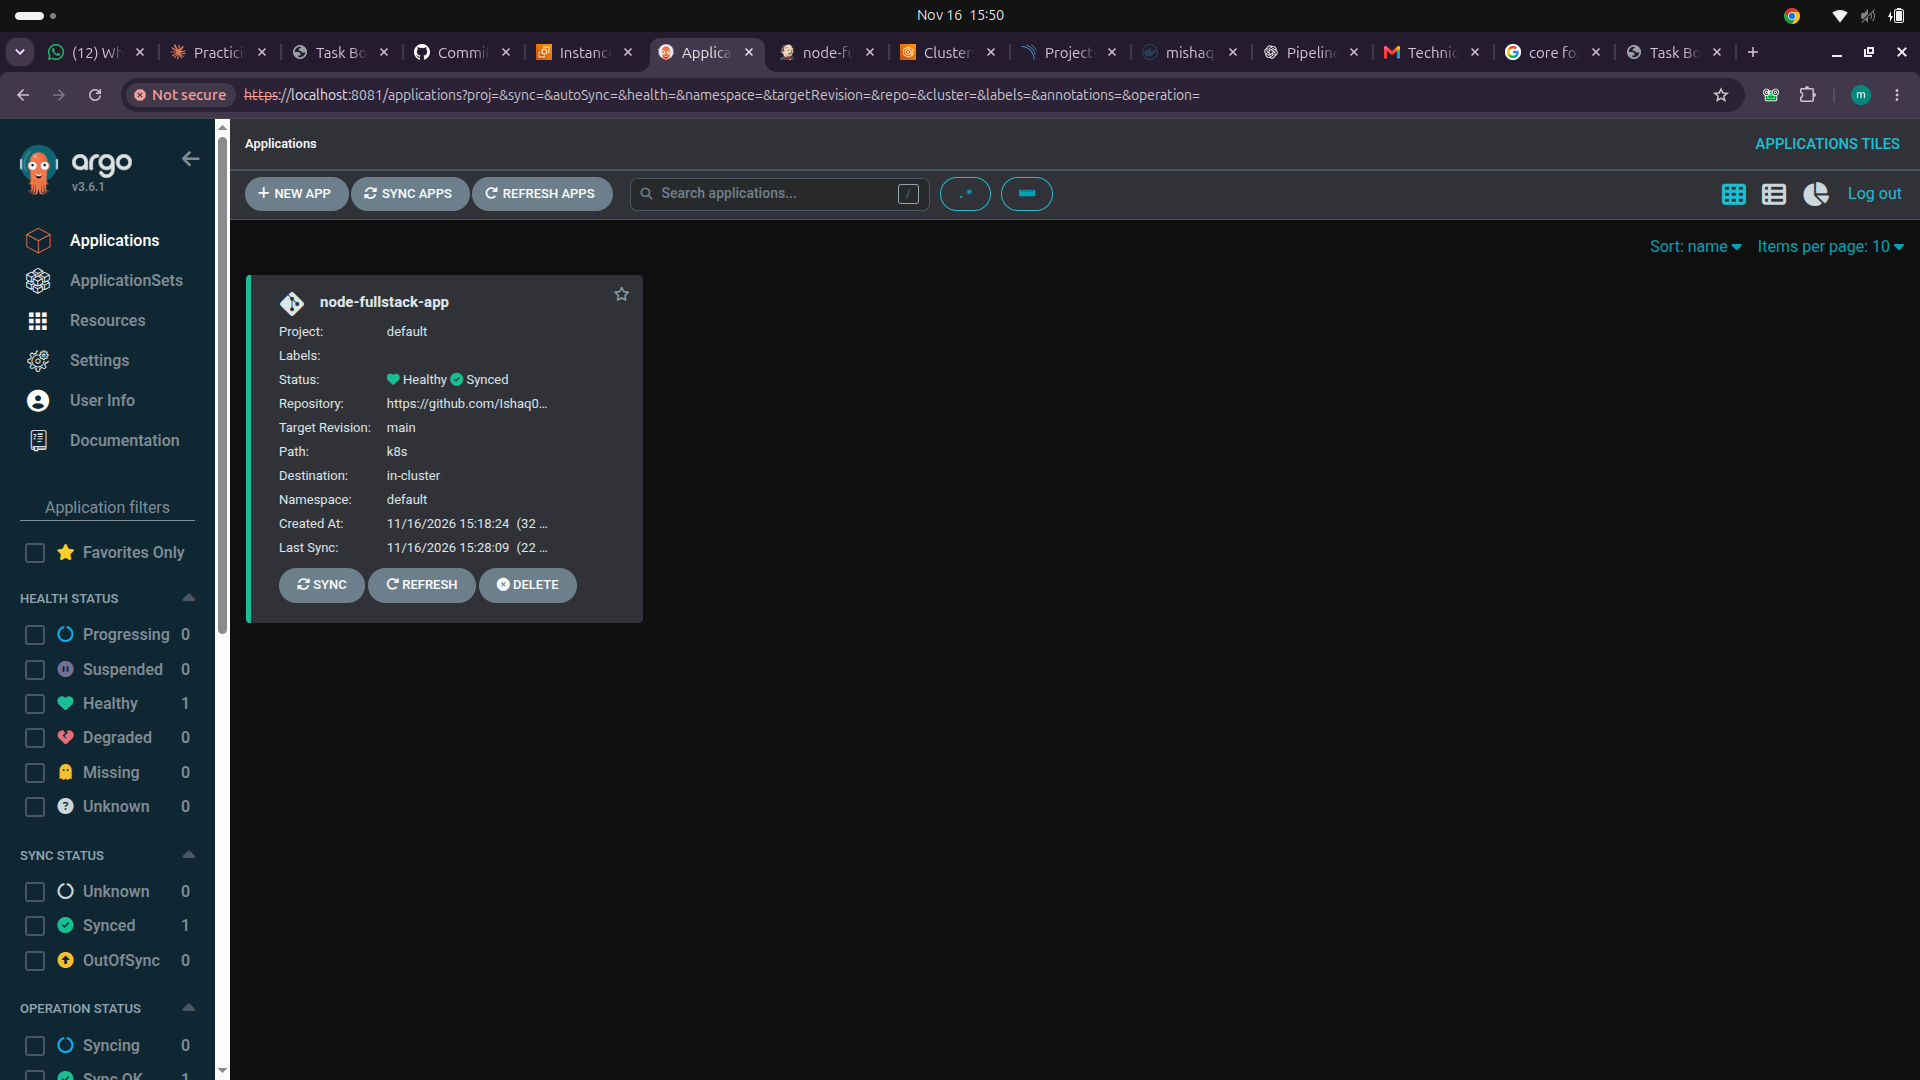 Nov 16 15:50
(12) Wh
Practici
Task Bo
Commi
Instanc
Applica
node-fu
Cluster
Project
mishaq
Pipelin
Technic
core fo
Task Bo
Not secure
https://localhost:8081/applications?proj=&sync=&autoSync=&health=&namespace=&targetRevision=&repo=&cluster=&labels=&annotations=&operation=
m
argo
v3.6.1
Applications
ApplicationSets
Resources
Settings
User Info
Documentation
Application filters
Favorites Only
HEALTH STATUS
Progressing 0
Suspended 0
Healthy 1
Degraded 0
Missing 0
Unknown 0
SYNC STATUS
Unknown 0
Synced 1
OutOfSync 0
OPERATION STATUS
Syncing 0
Sync OK 1
Applications
APPLICATIONS TILES
NEW APP
SYNC APPS
REFRESH APPS
Search applications...
/
.*
Log out
Sort: name
Items per page: 10
node-fullstack-app
Project: default
Labels:
Status: Healthy Synced
Repository: https://github.com/Ishaq0...
Target Revision: main
Path: k8s
Destination: in-cluster
Namespace: default
Created At: 11/16/2026 15:18:24 (32 ...
Last Sync: 11/16/2026 15:28:09 (22 ...
SYNC
REFRESH
DELETE